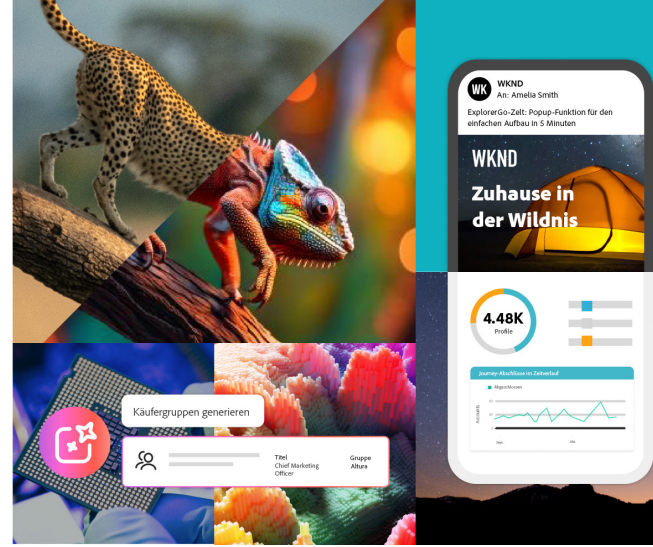 WK
WKND
An: Amelia Smith
ExplorerGo-Zelt: Popup-Funktion für den
einfachen Aufbau in 5 Minuten
WKND
Zuhause in
der Wildnis
4.48K
Profile
Journey-Abschlüsse im Zeitverlauf
Abgeschlossen
Accounts
Käufergruppen generieren
Titel
Chief Marketing
Officer
Gruppe
Altura